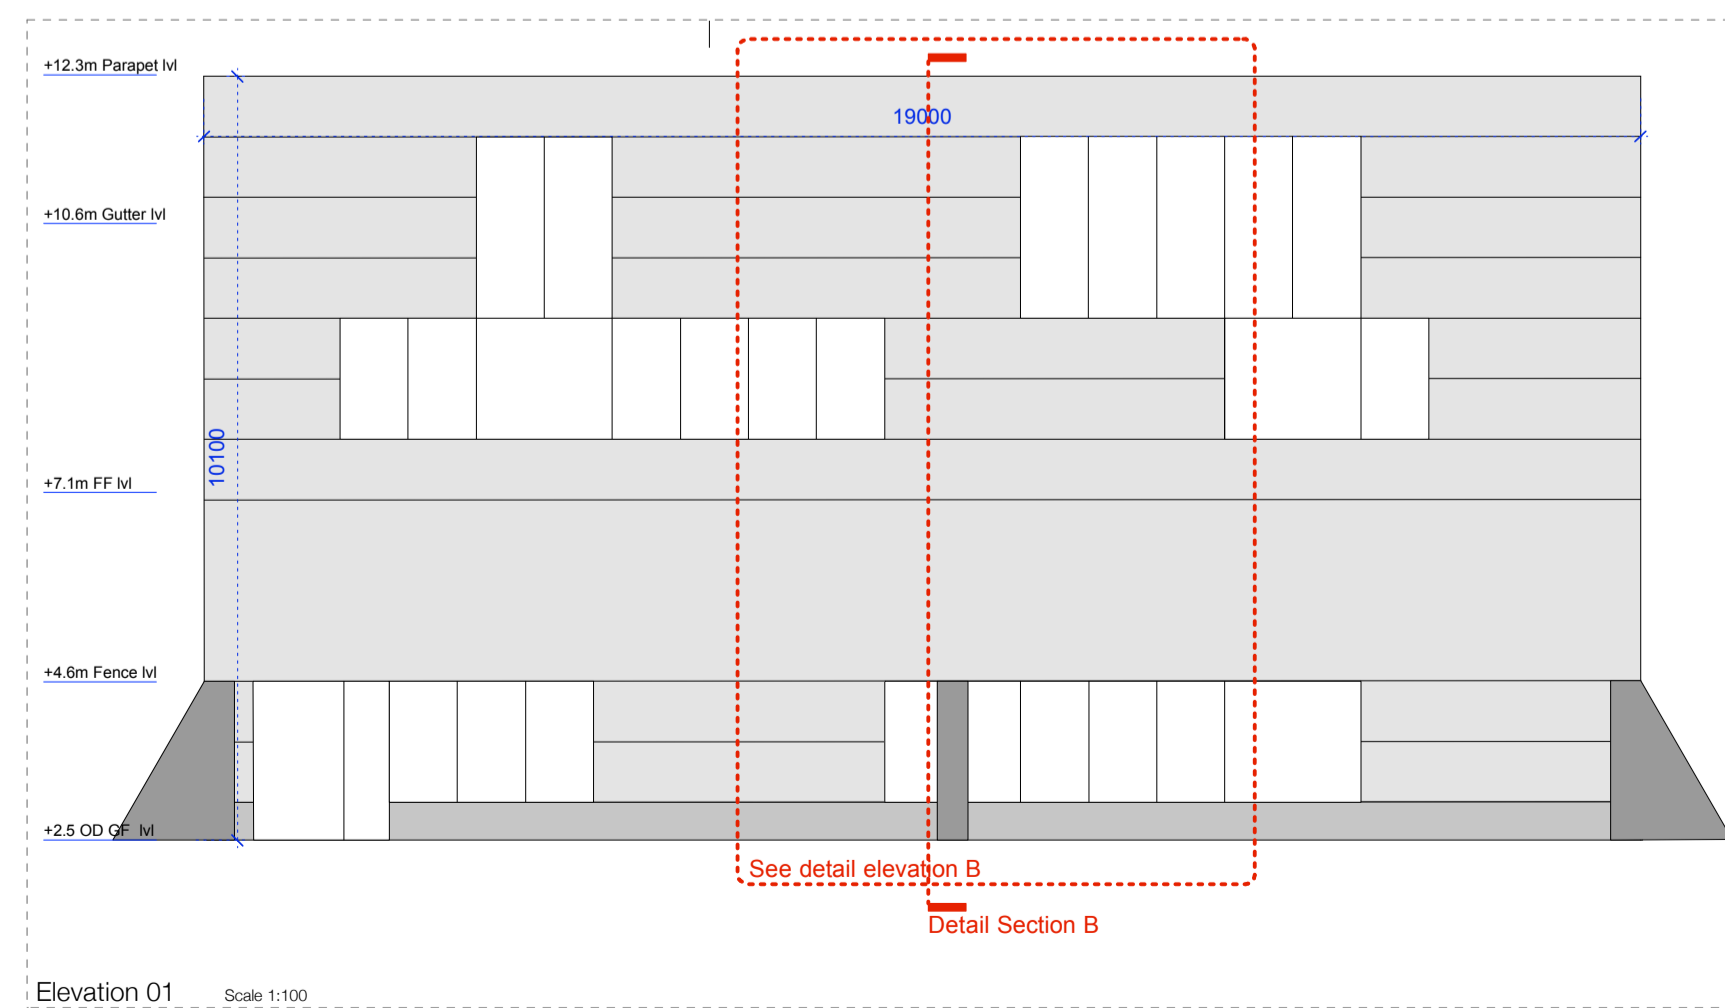 +12.3m Parapet lvl
19000
+10.6m Gutter lvl
10100
+7.1m FF lvl
+4.6m Fence lvl
+2.5 OD GF lvl
See detail elevation B
Detail Section B
Elevation 01 Scale 1:100